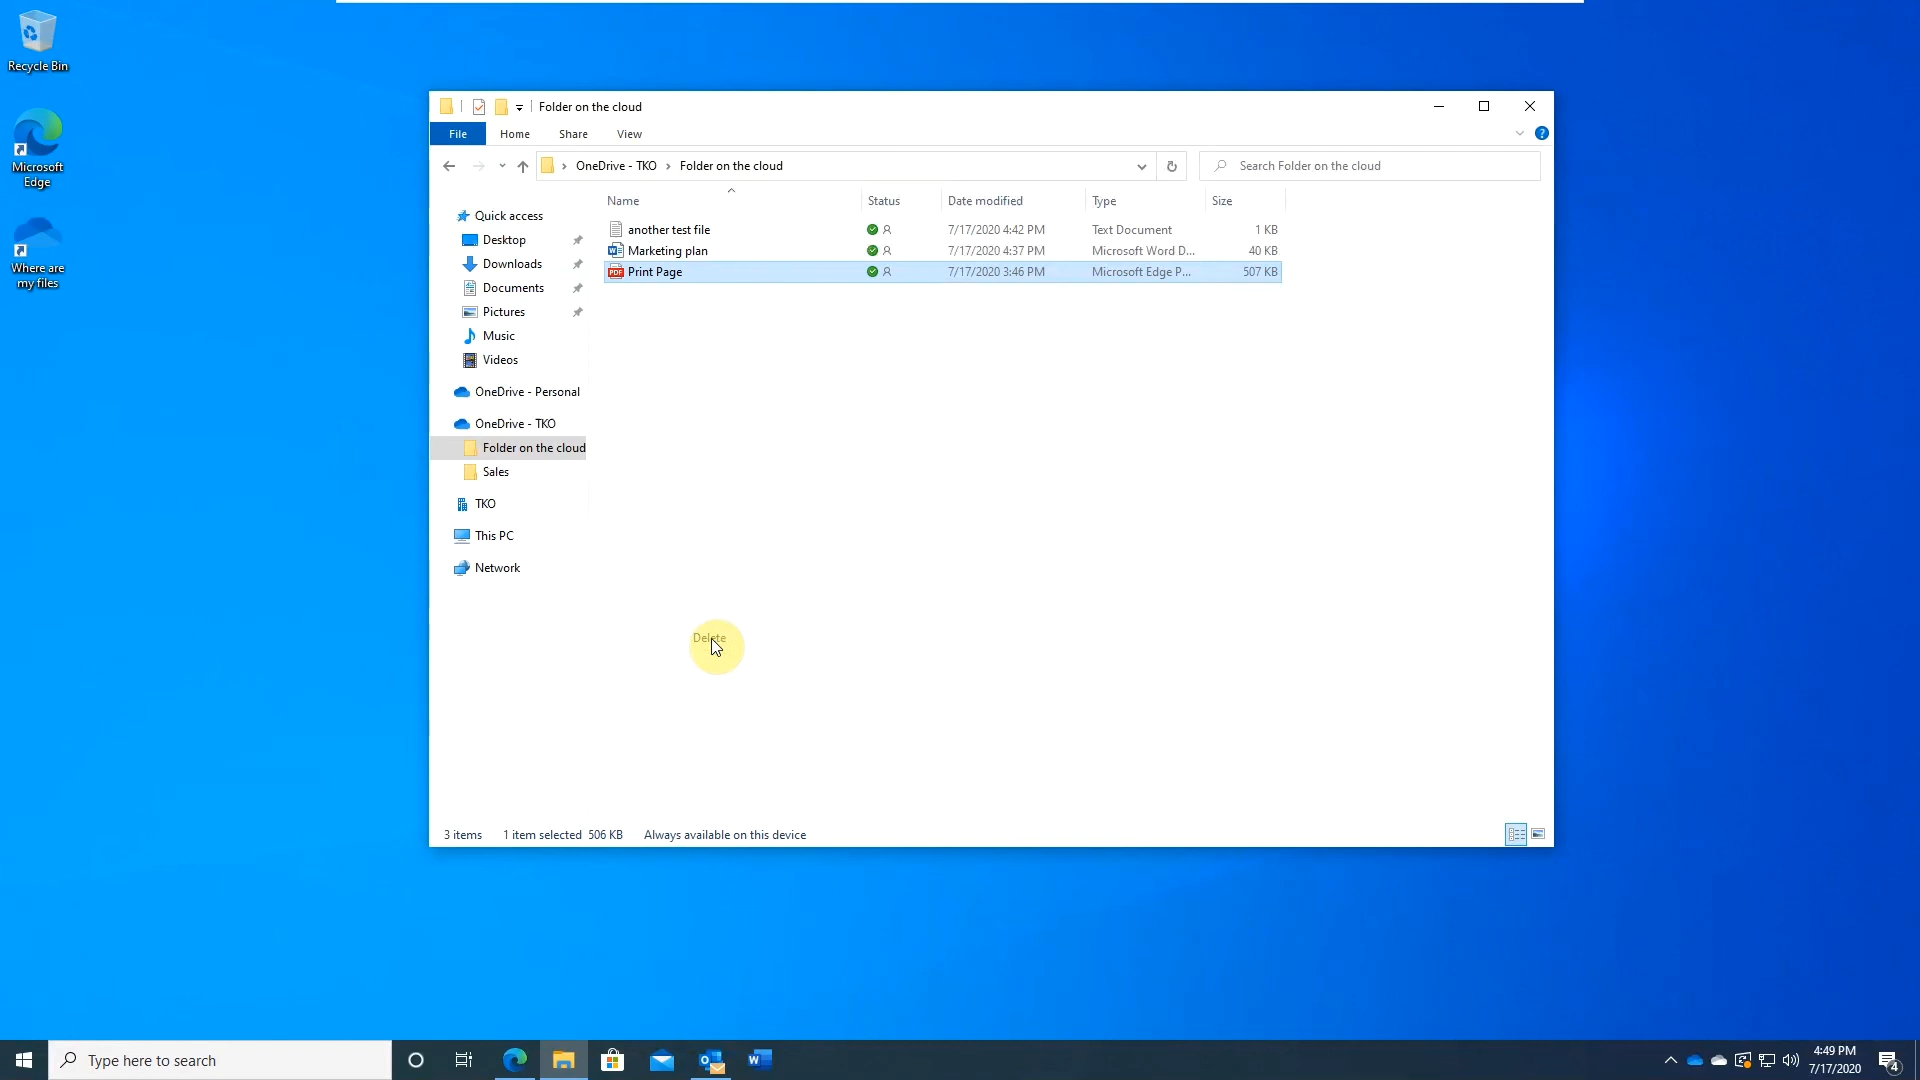 Recycle Bin
Microsoft
Edge
Where are
my files
Folder on the cloud
File Home Share View
?
OneDrive - TKO Folder on the cloud
Search Folder on the cloud
Name Status Date modified Type Size
another test file 7/17/2020 4:42 PM Text Document 1 KB
Marketing plan 7/17/2020 4:37 PM Microsoft Word D... 40 KB
PDF Print Page 7/17/2020 3:46 PM Microsoft Edge P... 507 KB
Quick access
Desktop
Downloads
Documents
Pictures
Music
Videos
OneDrive - Personal
OneDrive - TKO
Folder on the cloud
Sales
TKO
This PC
Network
Delete
3 items 1 item selected 506 KB Always available on this device
Type here to search
4:49 PM
7/17/2020
4